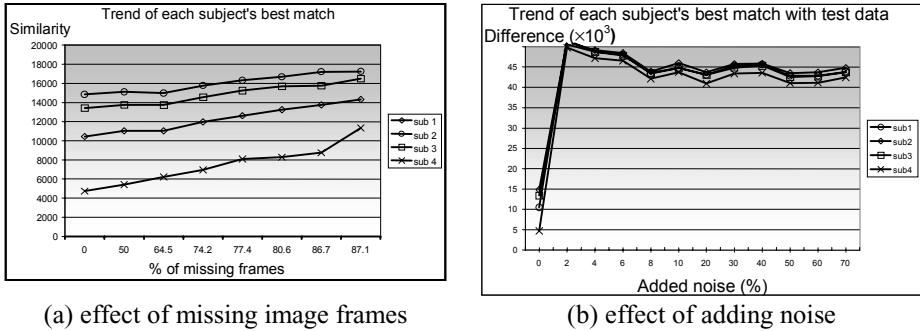 Trend of each subject's best match
Similarity
20000
18000
16000
14000
12000
10000
8000
6000
4000
2000
0
0 50 64.5 74.2 77.4 80.6 86.7 87.1
% of missing frames
sub 1
sub 2
sub 3
sub 4
(a) effect of missing image frames
Trend of each subject's best match with test data
Difference (×10³)
45
40
35
30
25
20
15
10
5
0
0 2 4 6 8 10 20 30 40 50 60 70
Added noise (%)
sub1
sub2
sub3
sub4
(b) effect of adding noise